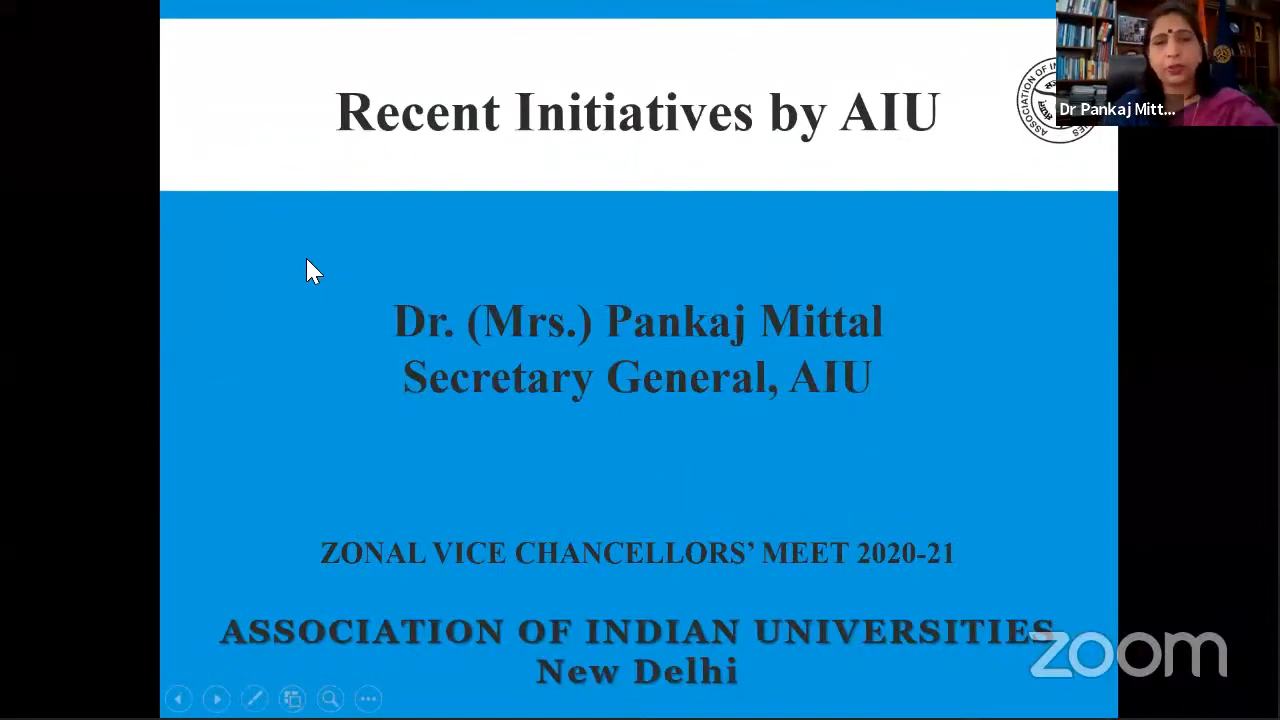 Recent Initiatives by AIU
Dr Pankaj Mitt...
Dr. (Mrs.) Pankaj Mittal
Secretary General, AIU
ZONAL VICE CHANCELLORS’ MEET 2020-21
ASSOCIATION OF INDIAN UNIVERSITIES
New Delhi
zoom